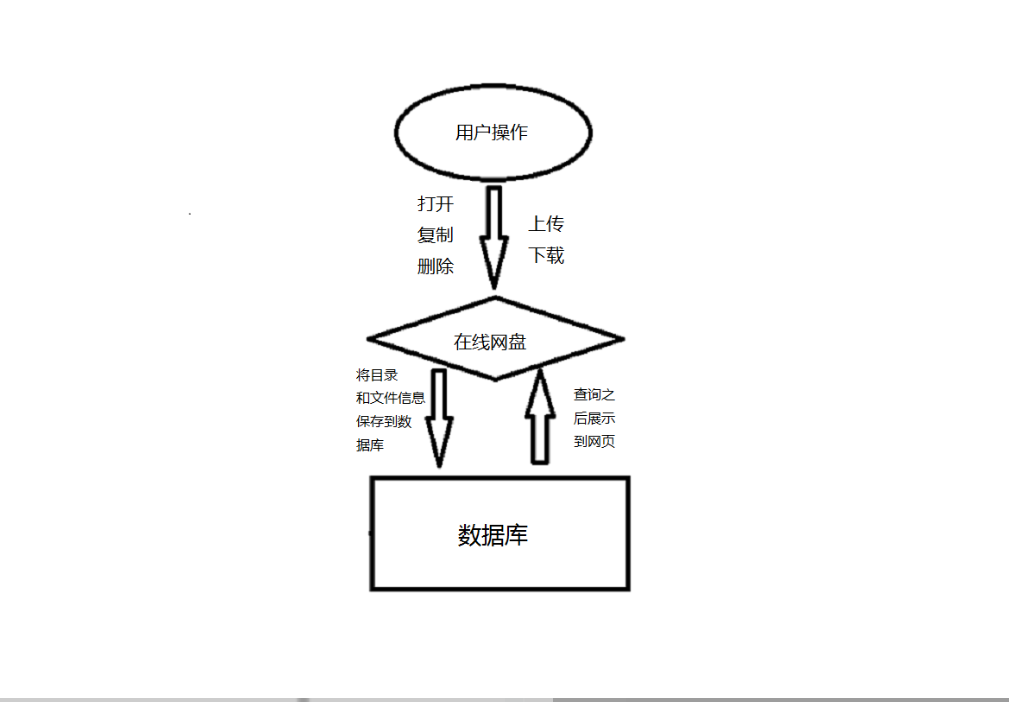 用户操作
打开
复制
删除
上传
下载
在线网盘
将目录
和文件信息
保存到数
据库
查询之
后展示
到网页
数据库